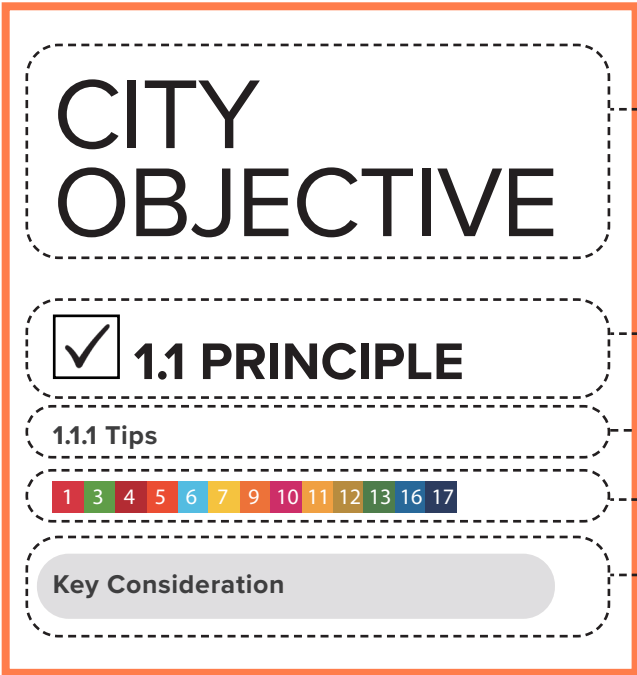 CITY
OBJECTIVE
1.1 PRINCIPLE
1.1.1 Tips
1 3 4 5 6 7 9 10 11 12 13 16 17
Key Consideration